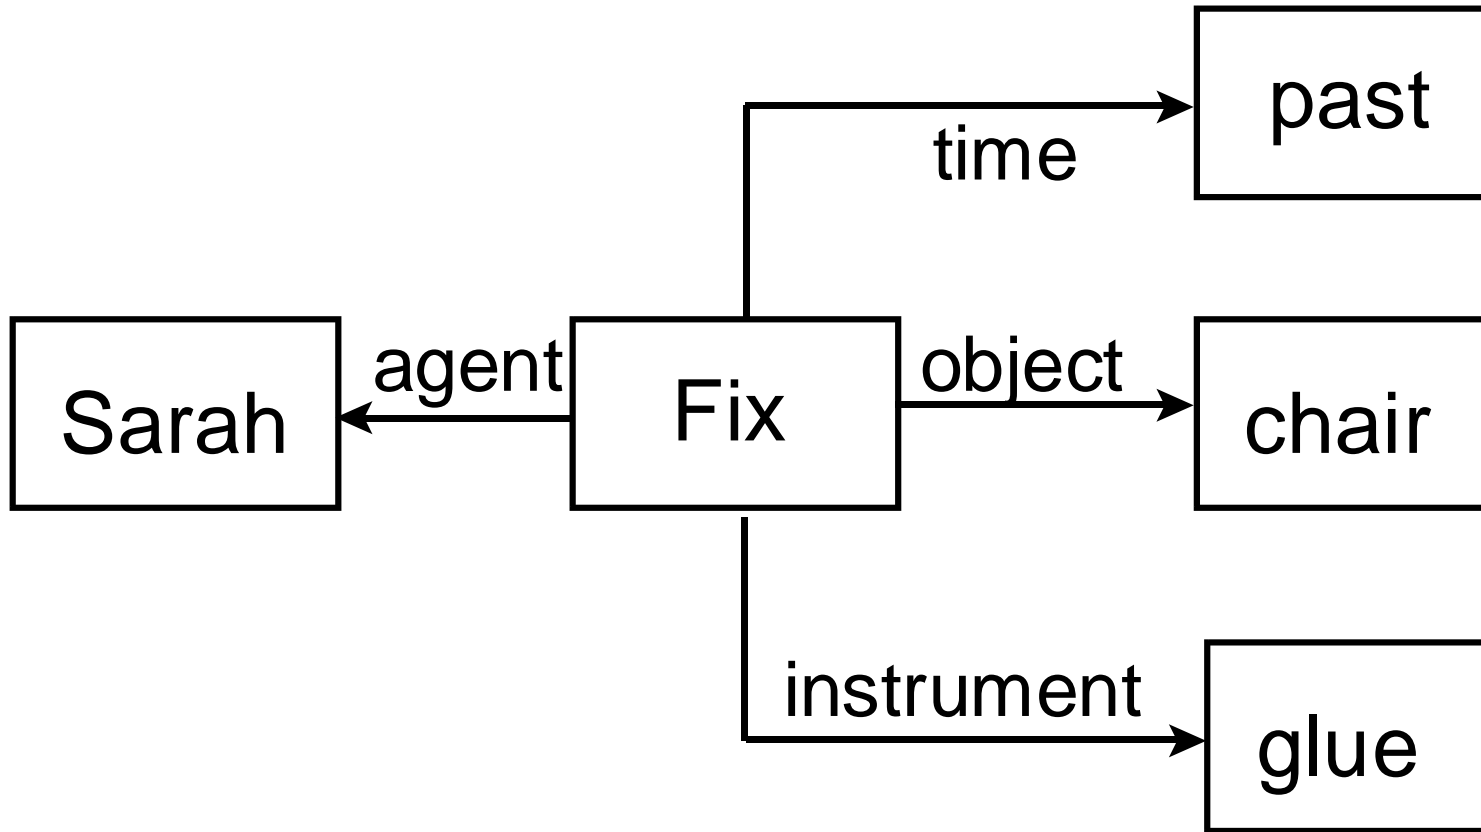 past
time
agent
object
Sarah
Fix
chair
instrument
glue